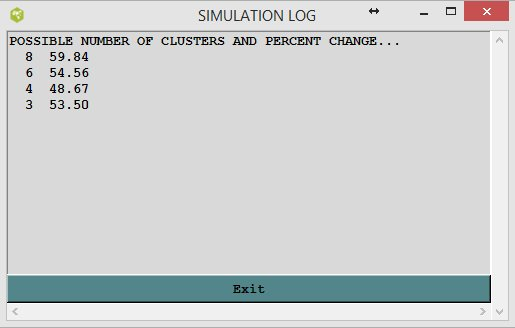 SIMULATION LOG
POSSIBLE NUMBER OF CLUSTERS AND PERCENT CHANGE...
8 59.84
6 54.56
4 48.67
3 53.50
Exit